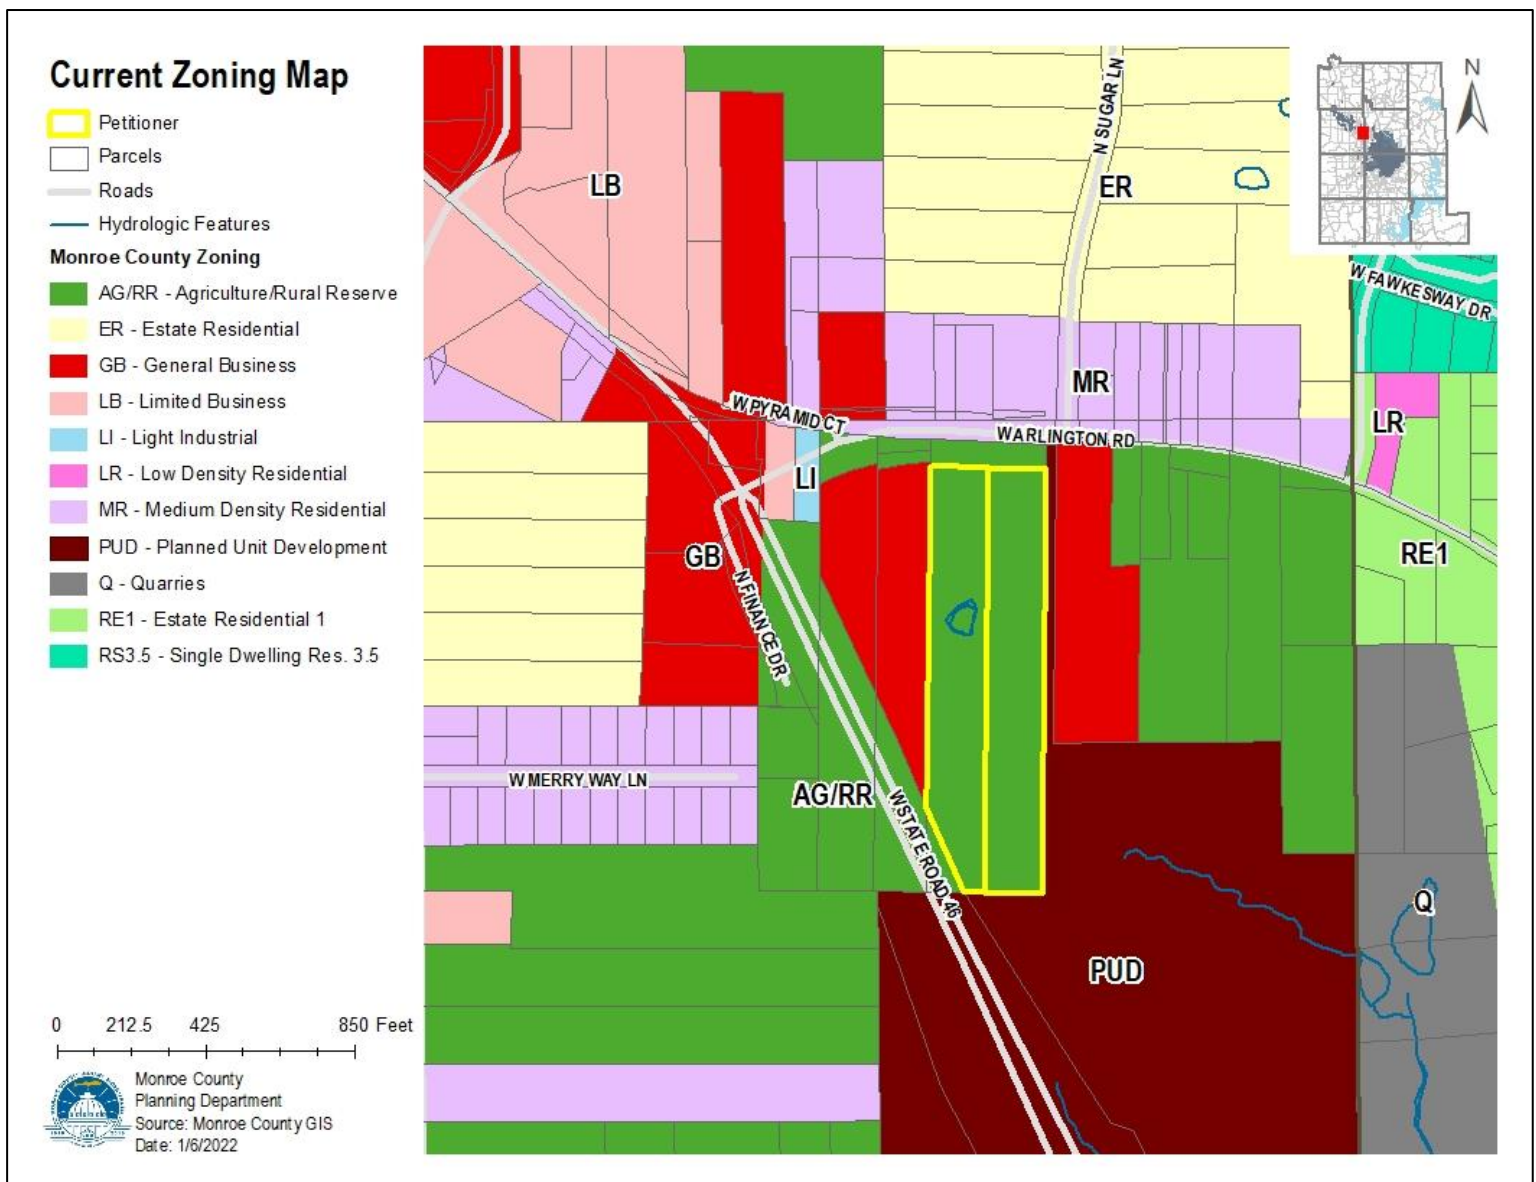 Current Zoning Map
Petitioner
Parcels
Roads
Hydrologic Features
Monroe County Zoning
AG/RR - Agriculture/Rural Reserve
ER - Estate Residential
GB - General Business
LB - Limited Business
LI - Light Industrial
LR - Low Density Residential
MR - Medium Density Residential
PUD - Planned Unit Development
Q - Quarries
RE1 - Estate Residential 1
RS3.5 - Single Dwelling Res. 3.5
0 212.5 425 850 Feet
Monroe County
Planning Department
Source: Monroe County GIS
Date: 1/6/2022
N
N SUGAR LN
LB
ER
W FAWKESWAY DR
MR
W PYRAMID CT
W ARLINGTON RD
LR
LI
GB
RE1
N FINANCE DR
W MERRY WAY LN
AG/RR
W STATE ROAD 46
Q
PUD